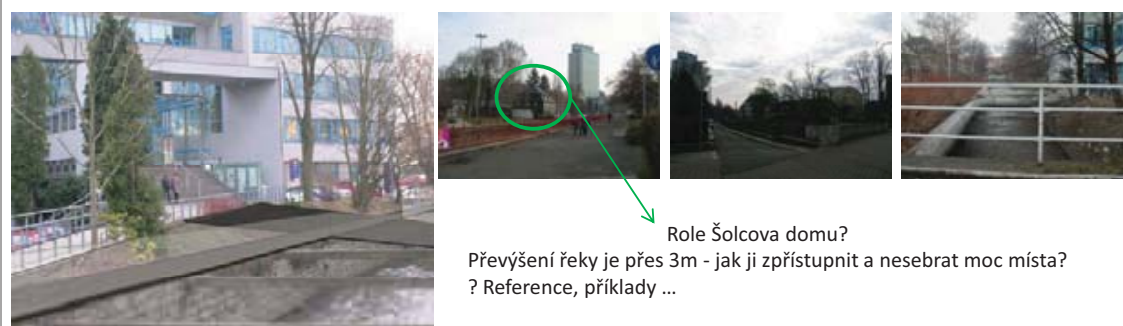 Role Šolcova domu?
Převýšení řeky je přes 3m - jak ji zpřístupnit a nesebrat moc místa?
? Reference, příklady ...